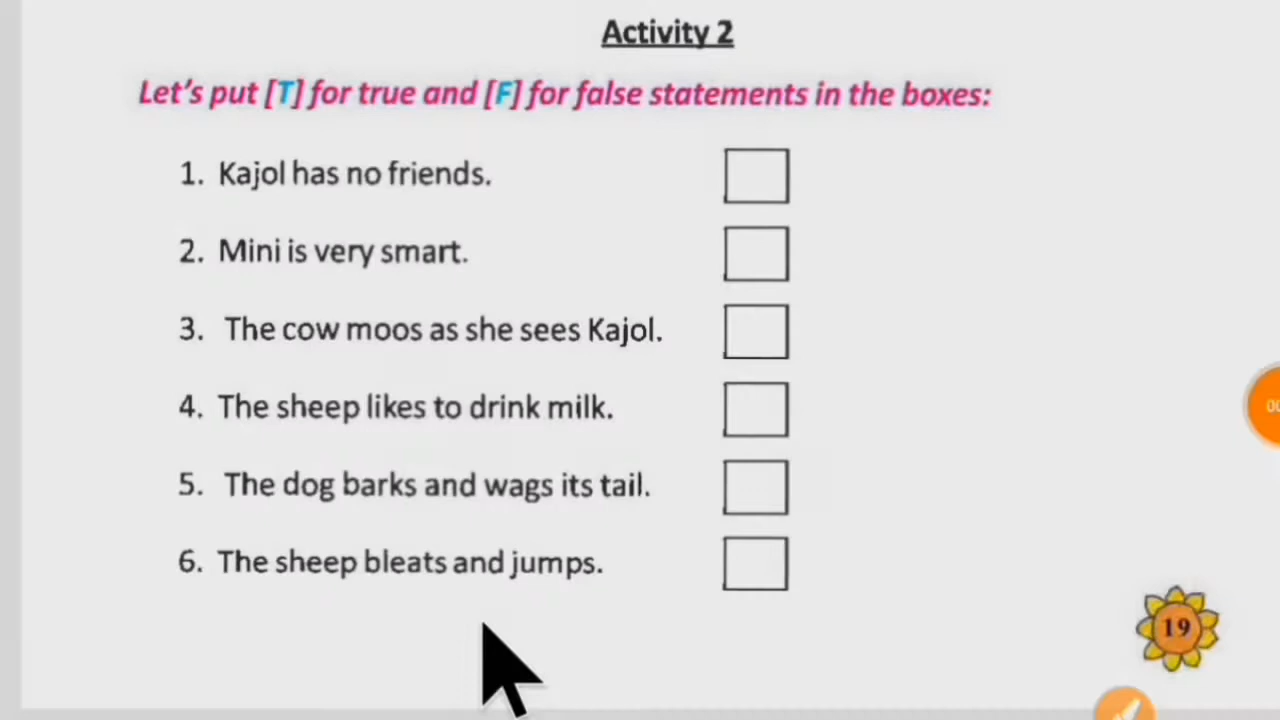 Activity 2
Let's put [T] for true and [F] for false statements in the boxes:
1. Kajol has no friends.
2. Mini is very smart.
3. The cow moos as she sees Kajol.
4. The sheep likes to drink milk.
5. The dog barks and wags its tail.
6. The sheep bleats and jumps.
19